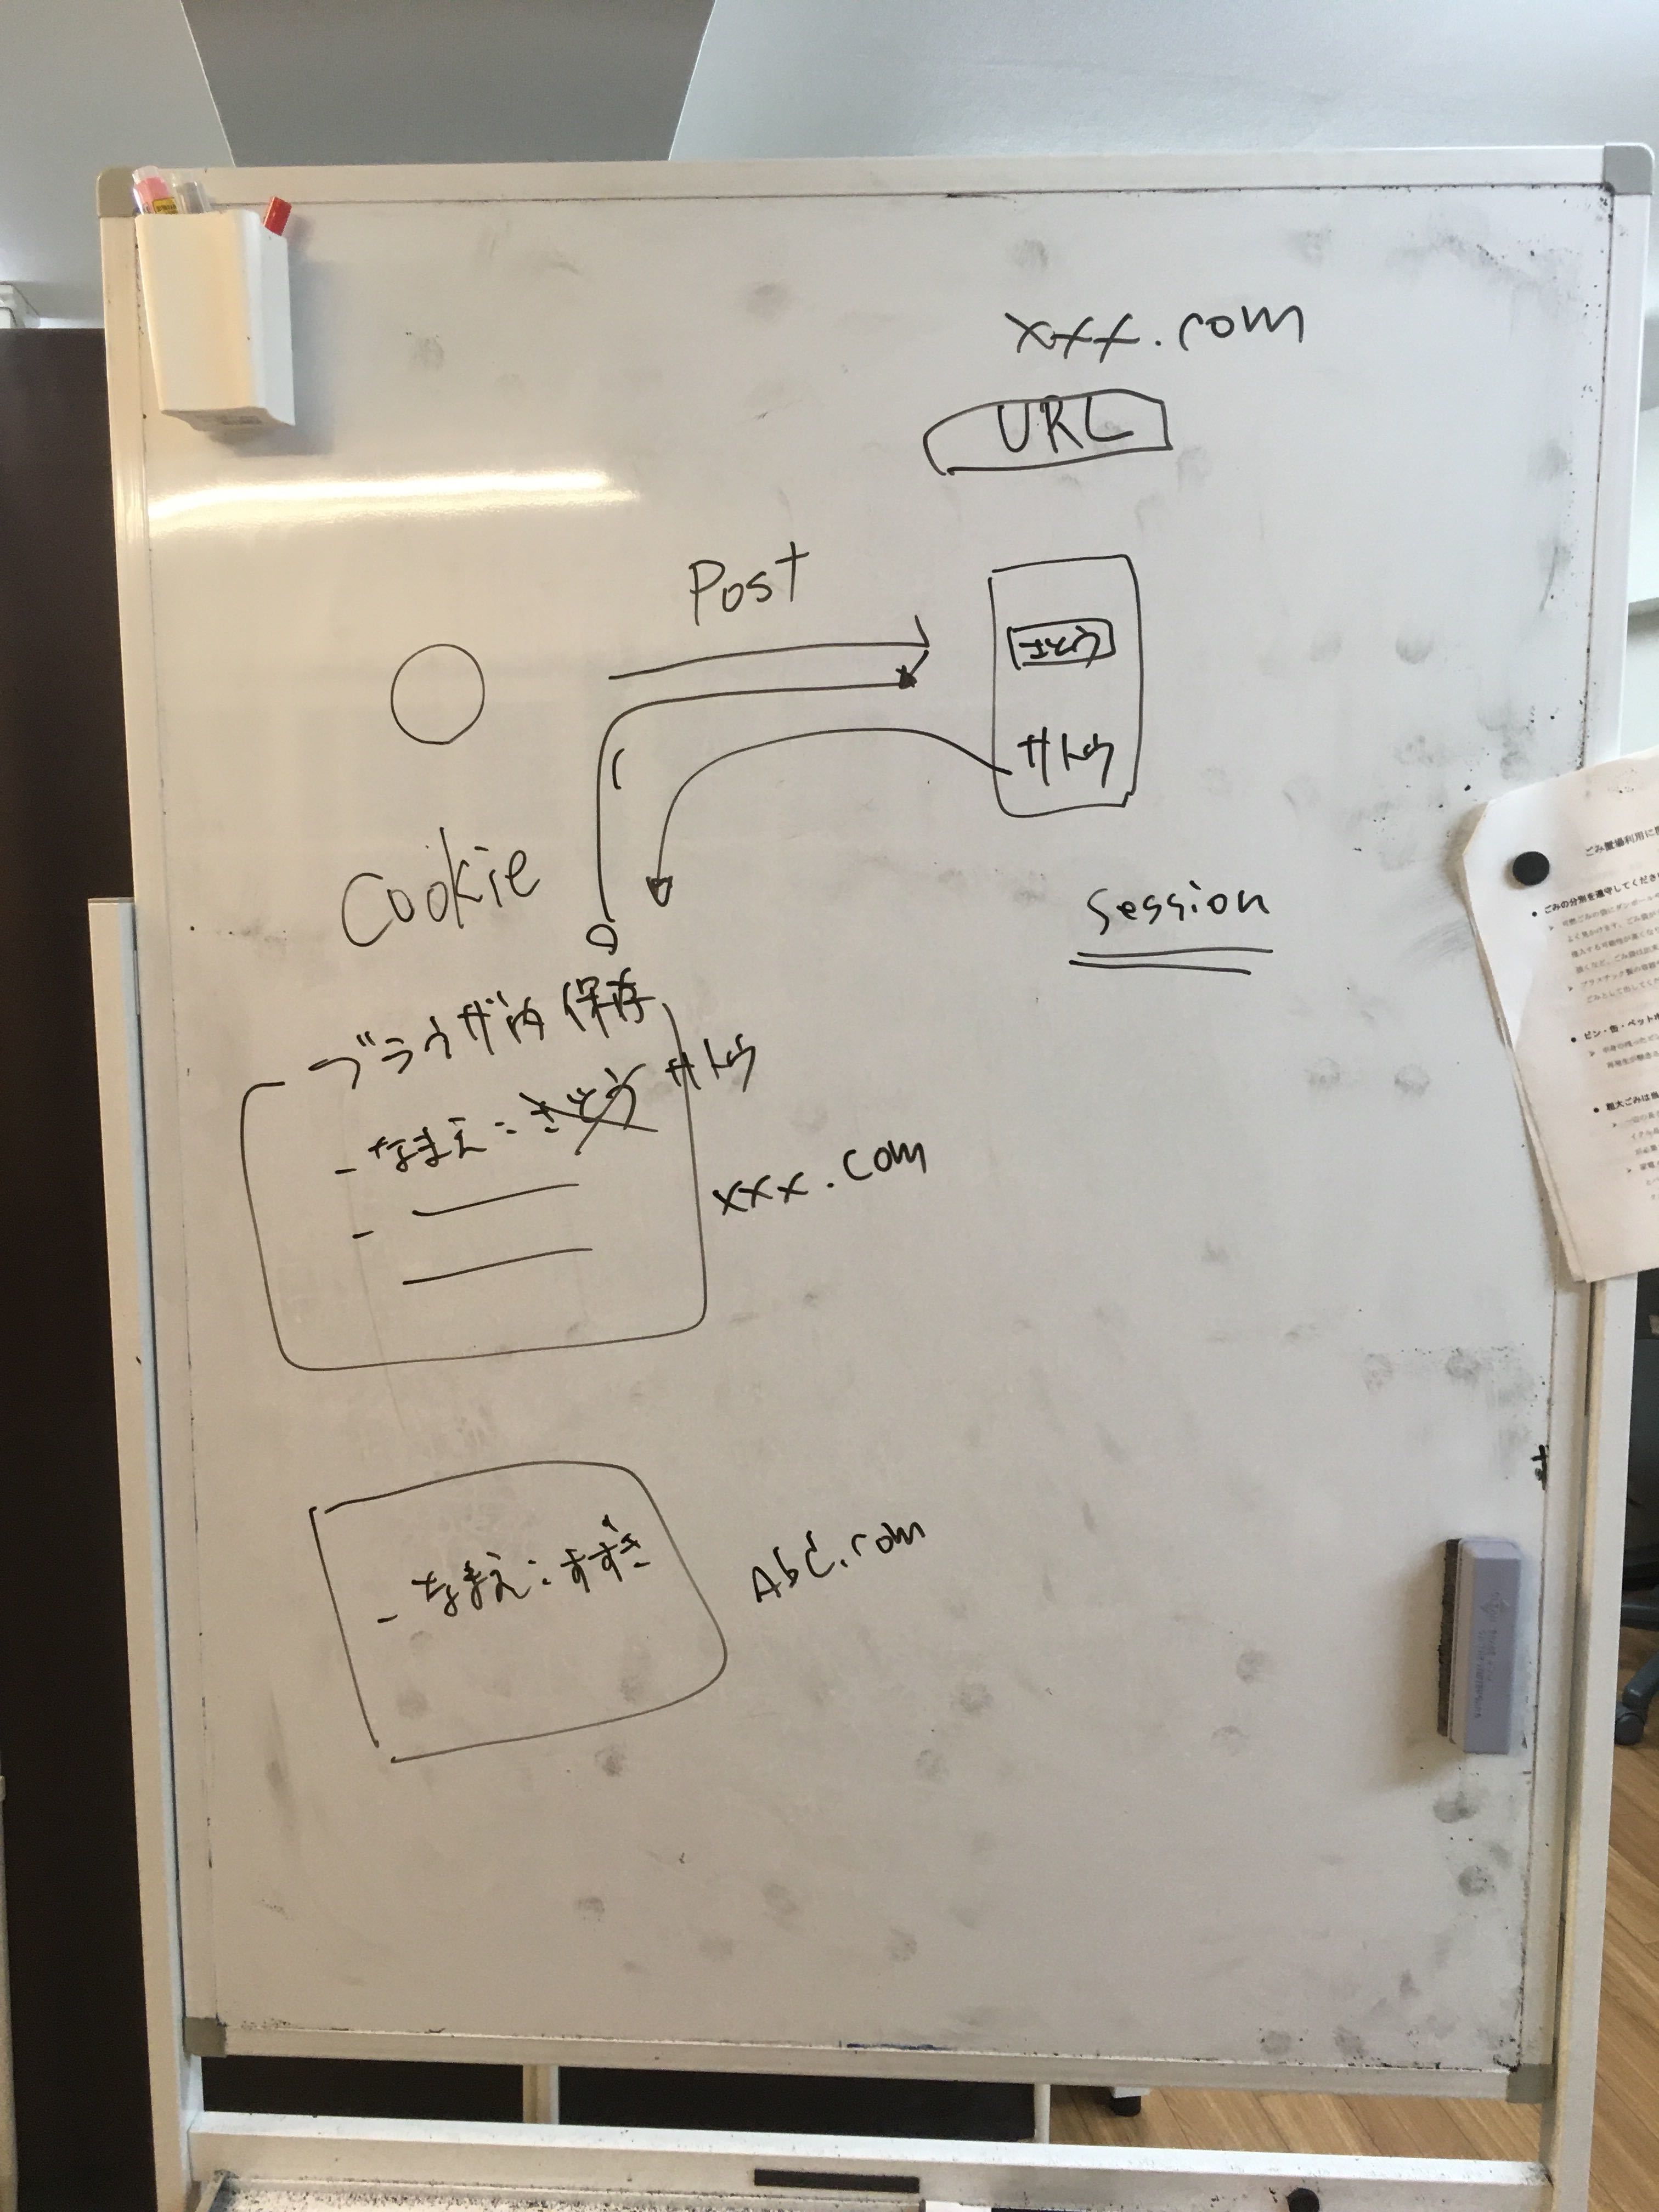 xxx.com
URL
Post
さとう
サトウ
Cookie
Session
ブラウザ内保存
- なまえ:さとう サトウ
-
xxx.com
- なまえ:すずき
Abc.com
ごみ置場利用に
● ごみの分別を遵守してくださ
● ビン・缶・ペットボ
● 粗大ごみは